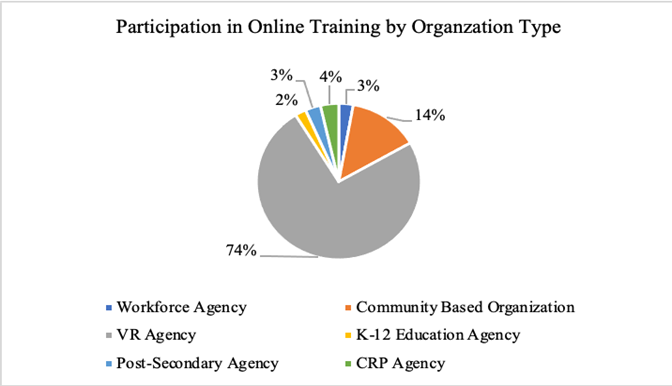 Participation in Online Training by Organzation Type
3% 4% 3%
2%
14%
74%
Workforce Agency Community Based Organization
VR Agency K-12 Education Agency
Post-Secondary Agency CRP Agency